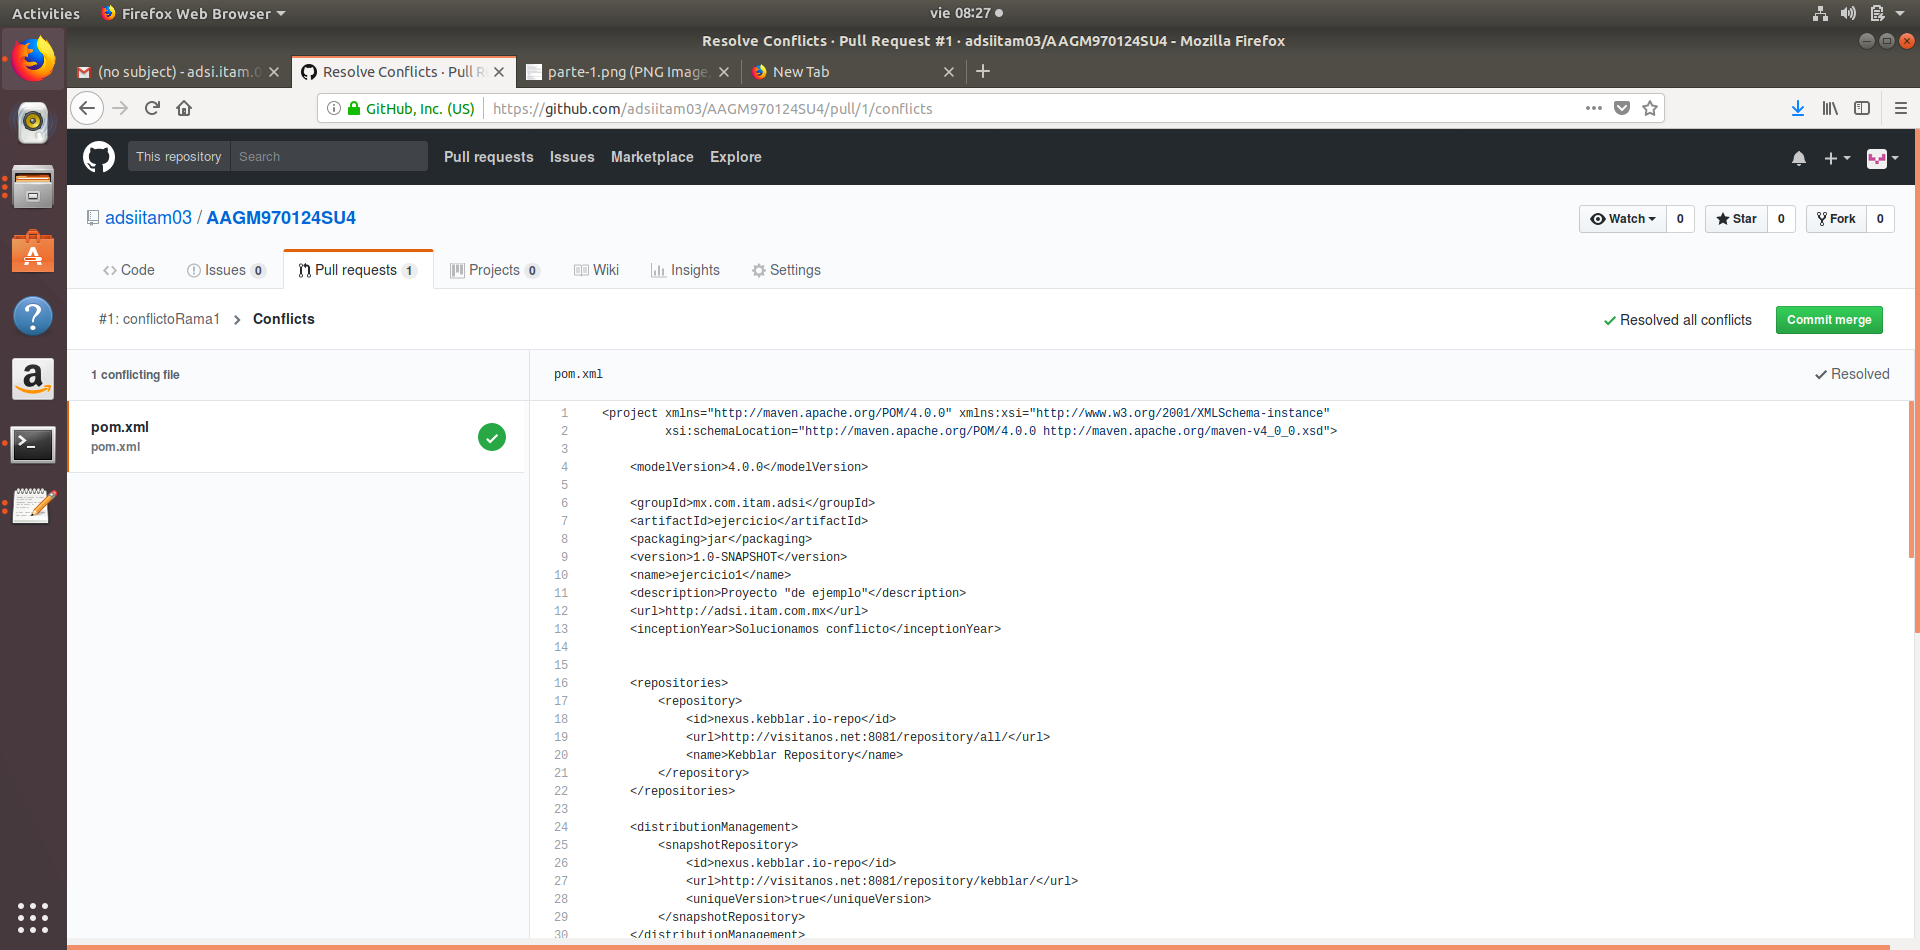 Activities Firefox Web Browser vie 08:27
Resolve Conflicts · Pull Request #1 · adsiitam03/AAGM970124SU4 - Mozilla Firefox
(no subject) - adsi.itam.0 Resolve Conflicts · Pull R parte-1.png (PNG Image, New Tab
GitHub, Inc. (US) https://github.com/adsiitam03/AAGM970124SU4/pull/1/conflicts
This repository Search Pull requests Issues Marketplace Explore
adsiitam03 / AAGM970124SU4 Watch 0 Star 0 Fork 0
Code Issues 0 Pull requests 1 Projects 0 Wiki Insights Settings
#1: conflictoRama1 Conflicts Resolved all conflicts Commit merge
1 conflicting file pom.xml Resolved
pom.xml
pom.xml
1 <project xmlns="http://maven.apache.org/POM/4.0.0" xmlns:xsi="http://www.w3.org/2001/XMLSchema-instance"
2 xsi:schemaLocation="http://maven.apache.org/POM/4.0.0 http://maven.apache.org/maven-v4_0_0.xsd">
3
4 <modelVersion>4.0.0</modelVersion>
5
6 <groupId>mx.com.itam.adsi</groupId>
7 <artifactId>ejercicio</artifactId>
8 <packaging>jar</packaging>
9 <version>1.0-SNAPSHOT</version>
10 <name>ejercicio1</name>
11 <description>Proyecto "de ejemplo"</description>
12 <url>http://adsi.itam.com.mx</url>
13 <inceptionYear>Solucionamos conflicto</inceptionYear>
14
15
16 <repositories>
17 <repository>
18 <id>nexus.kebblar.io-repo</id>
19 <url>http://visitanos.net:8081/repository/all/</url>
20 <name>Kebblar Repository</name>
21 </repository>
22 </repositories>
23
24 <distributionManagement>
25 <snapshotRepository>
26 <id>nexus.kebblar.io-repo</id>
27 <url>http://visitanos.net:8081/repository/kebblar/</url>
28 <uniqueVersion>true</uniqueVersion>
29 </snapshotRepository>
30 </distributionManagement>